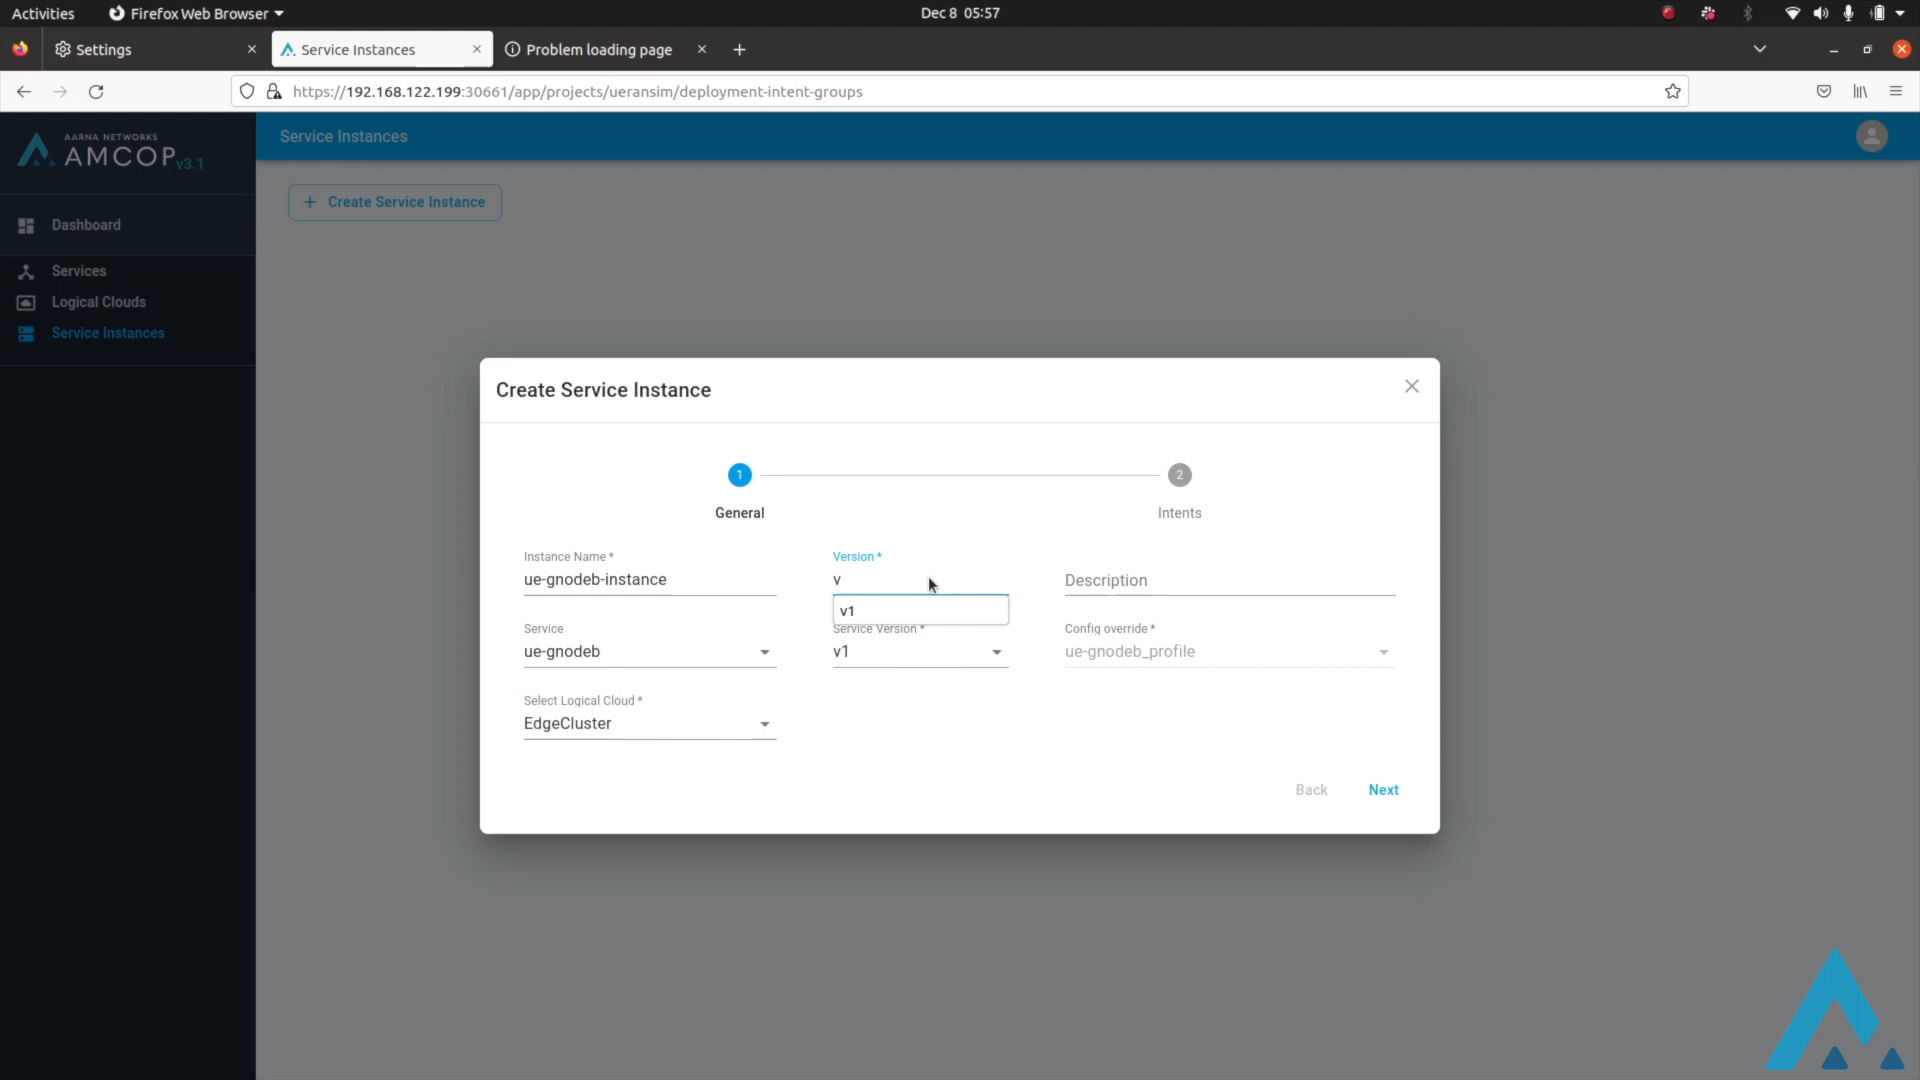 Activities
Firefox Web Browser
Dec 8 05:57
Settings
Service Instances
Problem loading page
https://192.168.122.199:30661/app/projects/ueransim/deployment-intent-groups
AARNA NETWORKS
AMCOP v3.1
Service Instances
Create Service Instance
Dashboard
Services
Logical Clouds
Service Instances
Create Service Instance
1
2
General
Intents
Instance Name *
Version *
ue-gnodeb-instance
v
Description
v1
Service
Service Version *
Config override *
ue-gnodeb
v1
ue-gnodeb_profile
Select Logical Cloud *
EdgeCluster
Back
Next